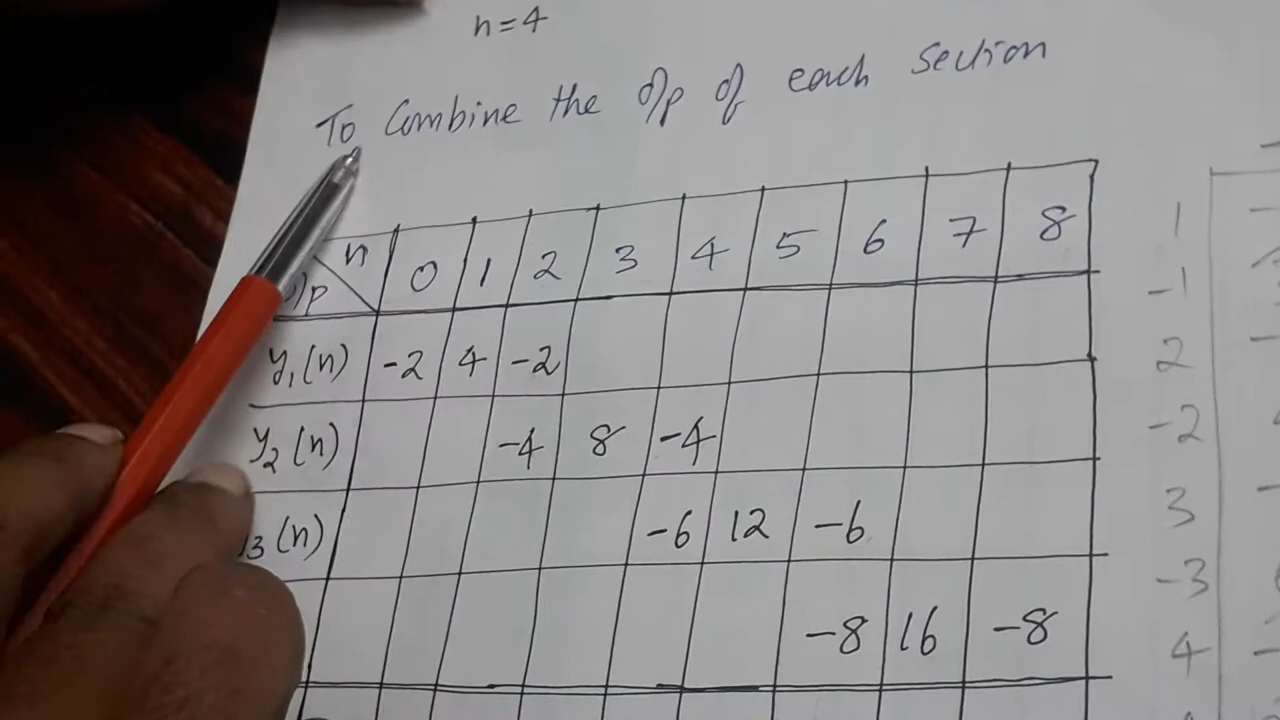 n=4
To Combine the o/p of each section
n
o/p 0 1 2 3 4 5 6 7 8
y1(n) -2 4 -2
y2(n) -4 8 -4
3(n) -6 12 -6
-8 16 -8
1
-1
2
-2
3
-3
4